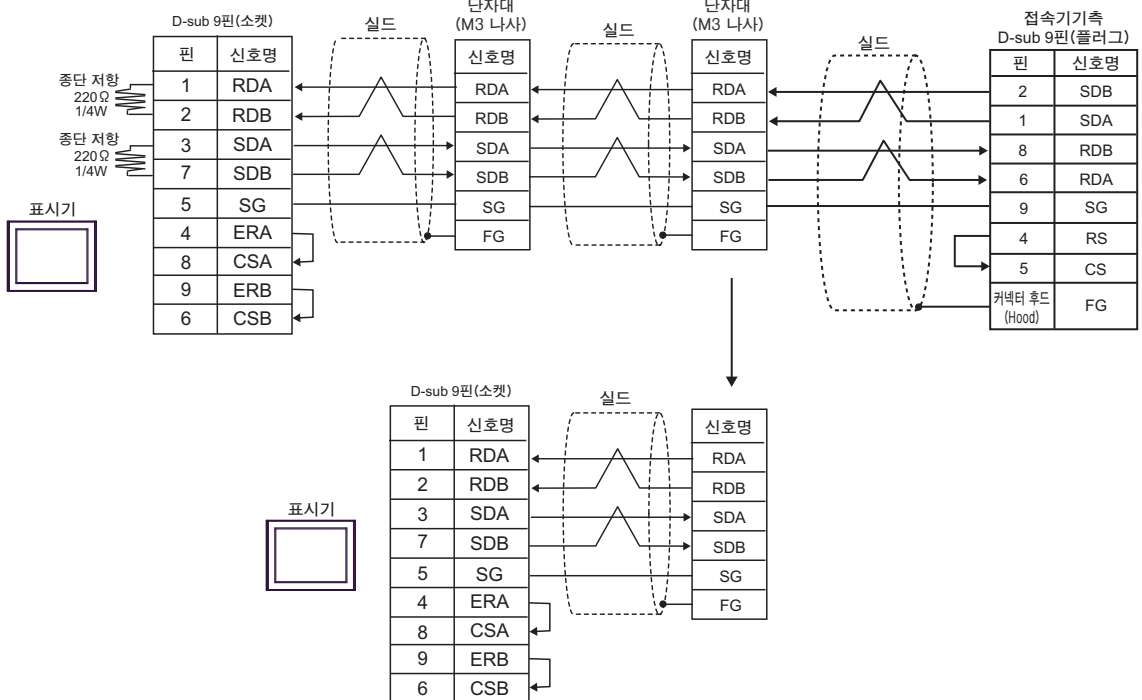 D-sub 9핀(소켓)
핀 신호명
1 RDA
2 RDB
3 SDA
7 SDB
5 SG
4 ERA
8 CSA
9 ERB
6 CSB
종단 저항
220Ω
1/4W
종단 저항
220Ω
1/4W
표시기
실드
단자대
(M3 나사)
신호명
RDA
RDB
SDA
SDB
SG
FG
실드
단자대
(M3 나사)
신호명
RDA
RDB
SDA
SDB
SG
FG
실드
접속기기측
D-sub 9핀(플러그)
핀 신호명
2 SDB
1 SDA
8 RDB
6 RDA
9 SG
4 RS
5 CS
커넥터 후드
(Hood) FG
D-sub 9핀(소켓)
핀 신호명
1 RDA
2 RDB
3 SDA
7 SDB
5 SG
4 ERA
8 CSA
9 ERB
6 CSB
표시기
실드
신호명
RDA
RDB
SDA
SDB
SG
FG